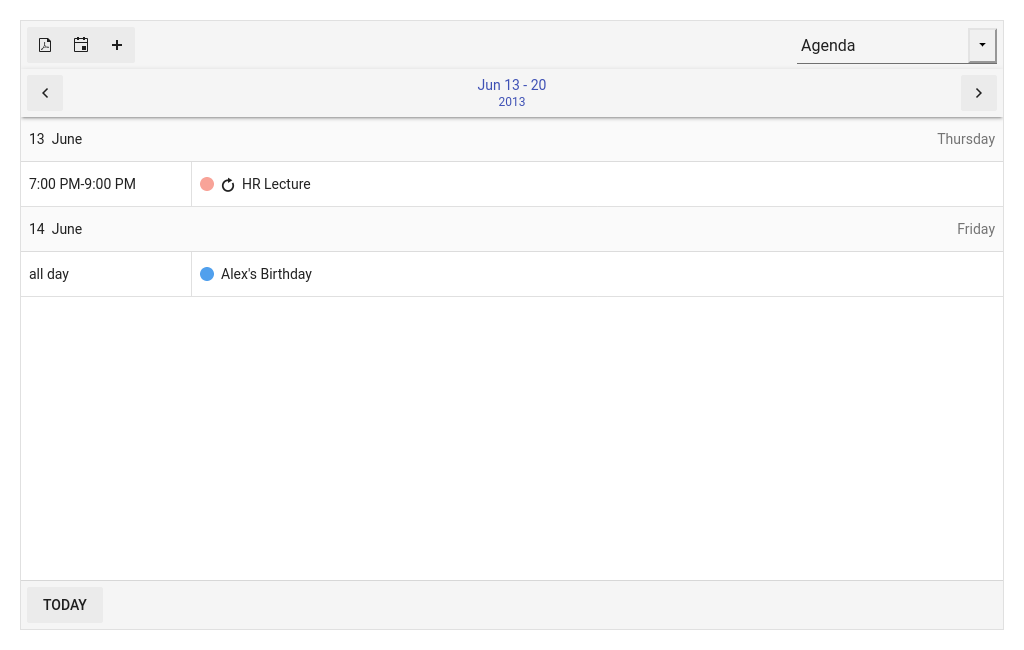 Agenda
Jun 13 - 20
2013
13 June Thursday
7:00 PM-9:00 PM HR Lecture
14 June Friday
all day Alex's Birthday
TODAY